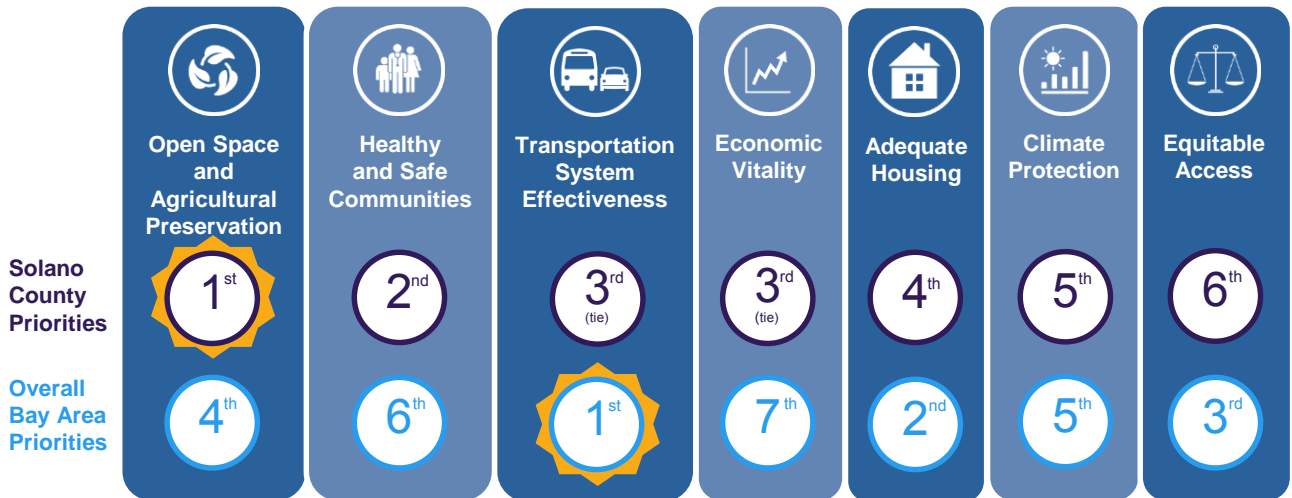 Open Space
and
Agricultural
Preservation
Healthy
and Safe
Communities
Transportation
System
Effectiveness
Economic
Vitality
Adequate
Housing
Climate
Protection
Equitable
Access
Solano
County
Priorities
1st
2nd
3rd
(tie)
3rd
(tie)
4th
5th
6th
Overall
Bay Area
Priorities
4th
6th
1st
7th
2nd
5th
3rd